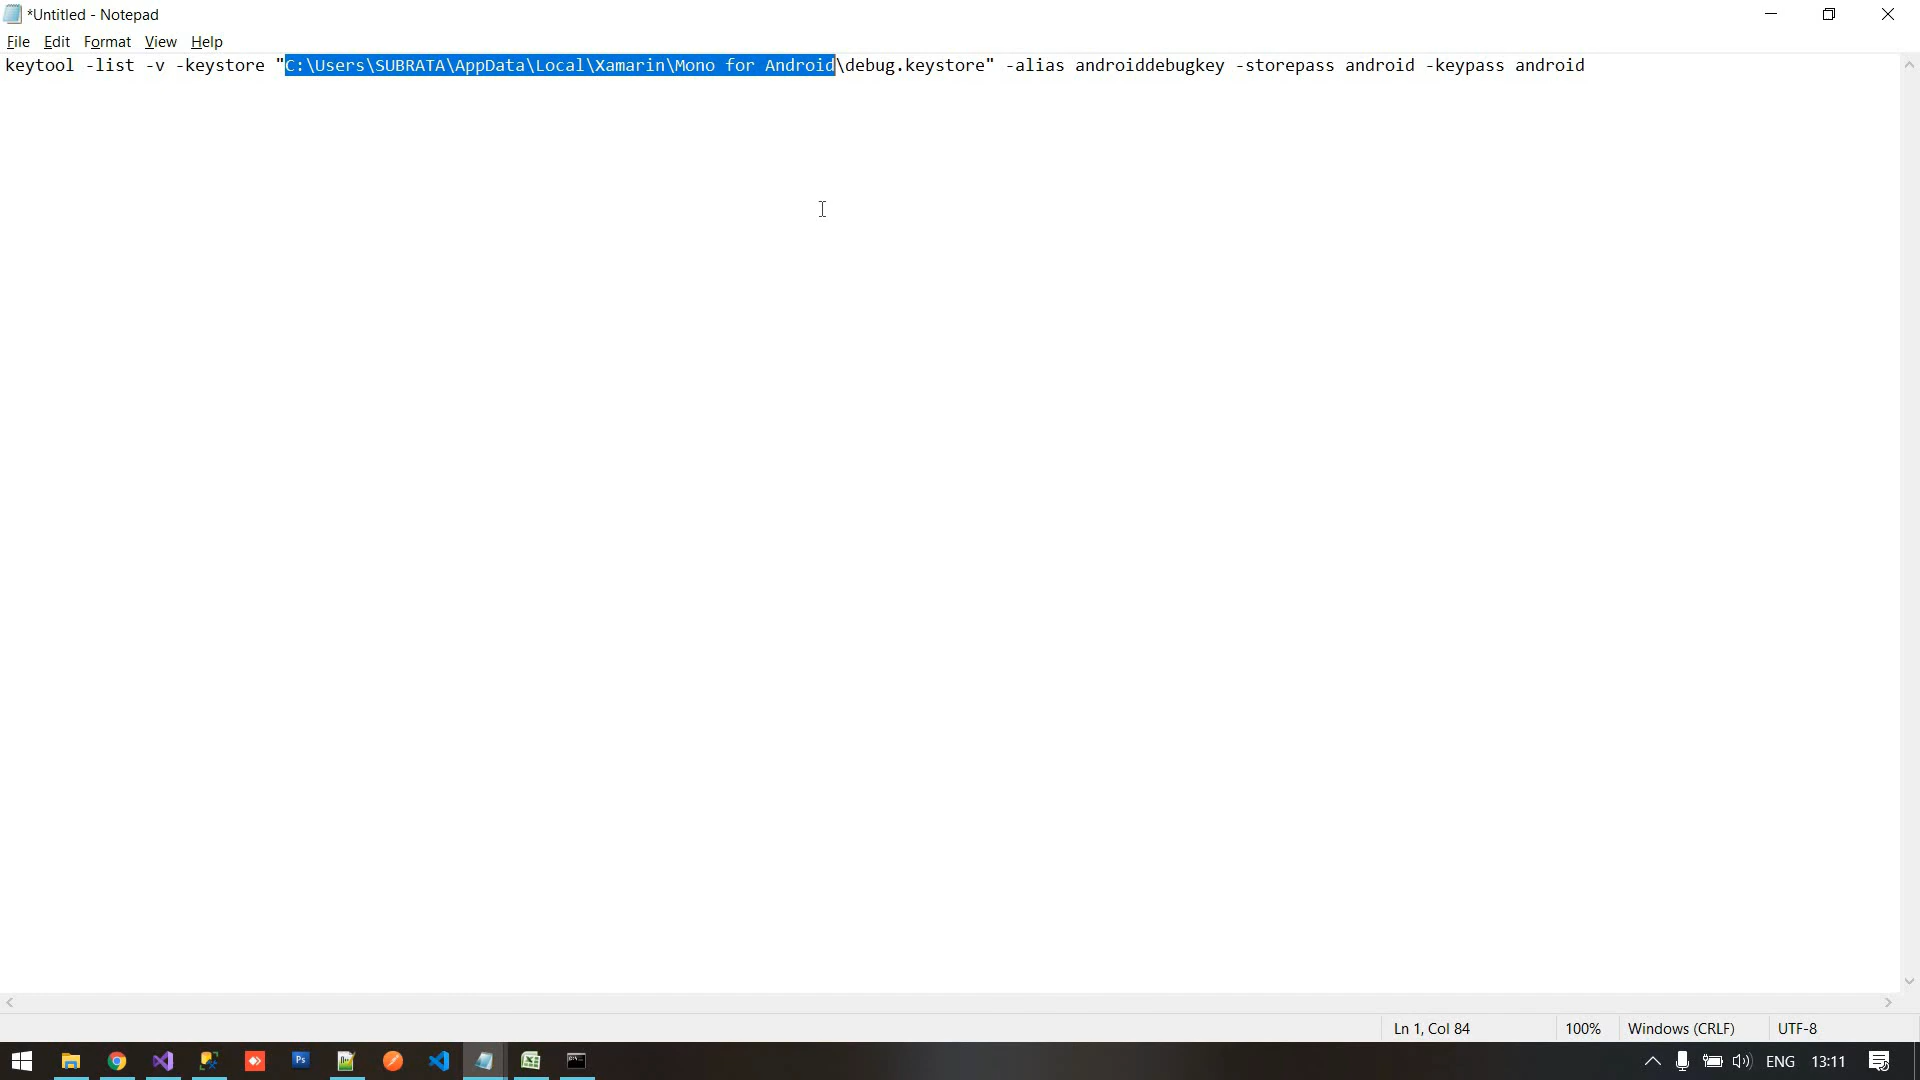 *Untitled - Notepad
File Edit Format View Help
keytool -list -v -keystore "C:\Users\SUBRATA\AppData\Local\Xamarin\Mono for Android\debug.keystore" -alias androiddebugkey -storepass android -keypass android
Ln 1, Col 84 100% Windows (CRLF) UTF-8
Ps ENG 13:11